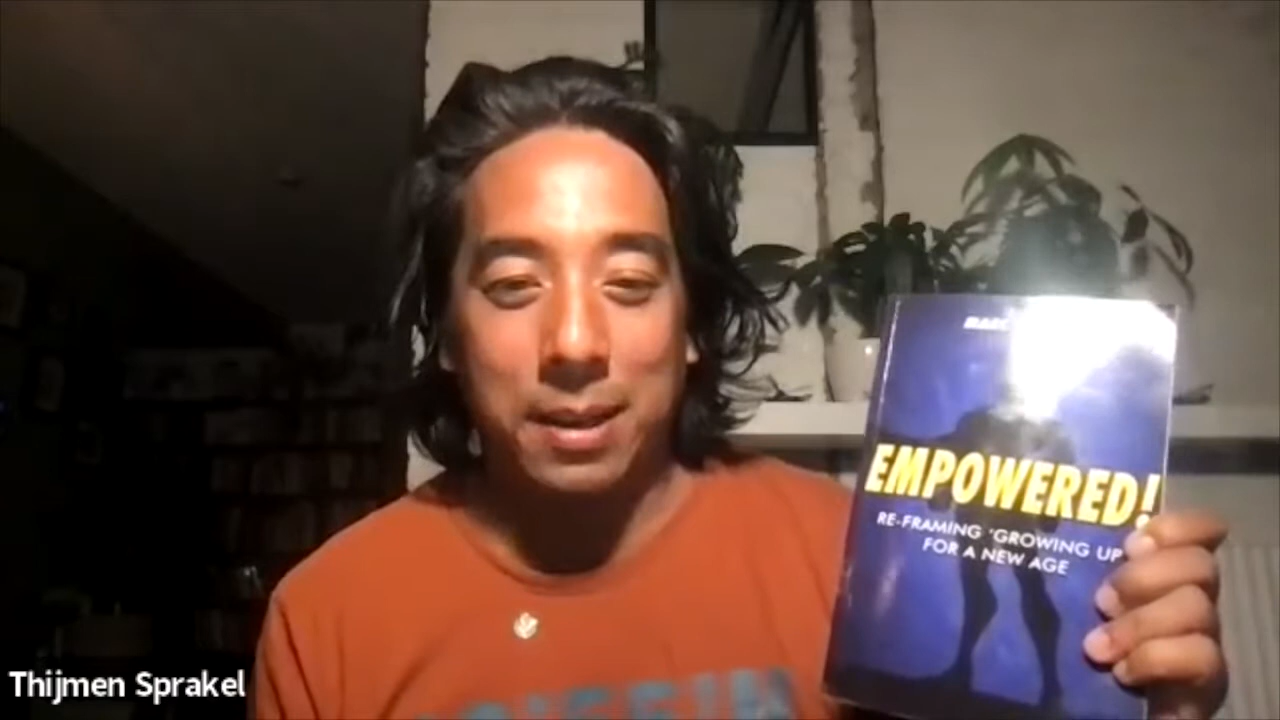 EMPOWERED!
RE-FRAMING 'GROWING UP'
FOR A NEW AGE
Thijmen Sprakel